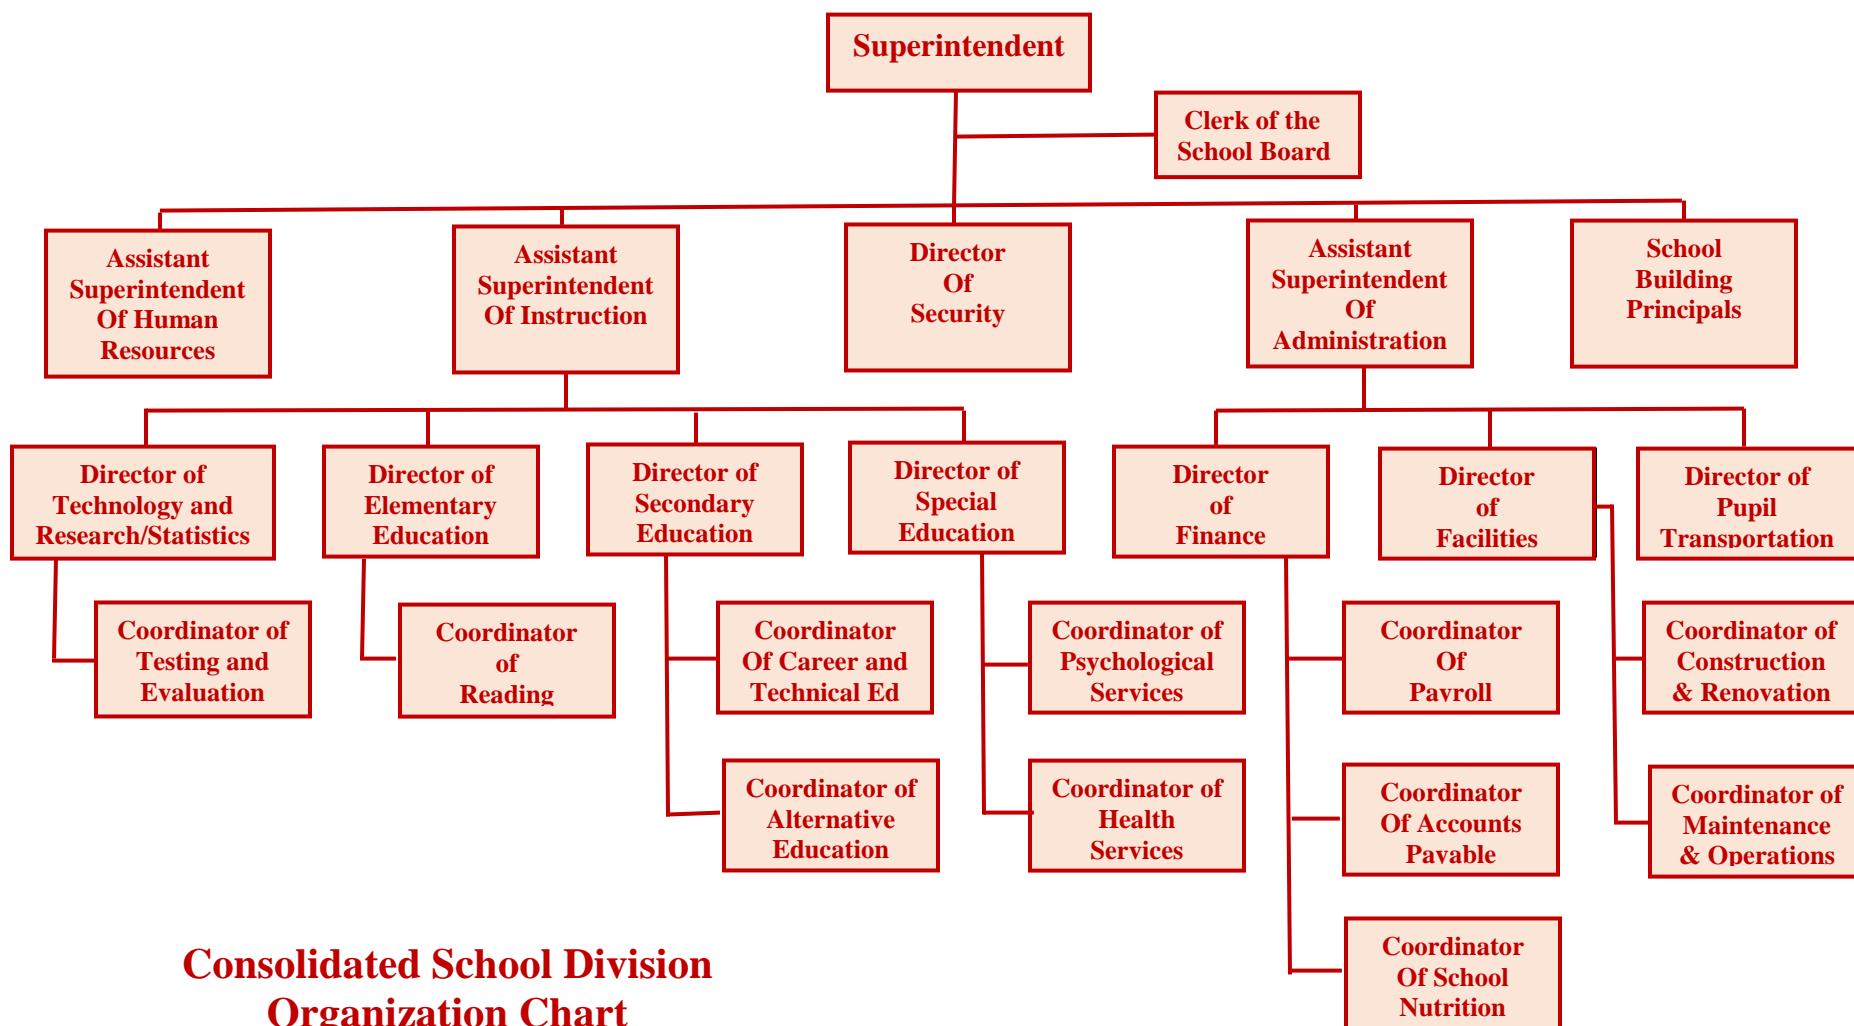 Superintendent
Clerk of the
School Board
Assistant
Superintendent
Of Human
Resources
Assistant
Superintendent
Of Instruction
Director
Of
Security
Assistant
Superintendent
Of
Administration
School
Building
Principals
Director of
Technology and
Research/Statistics
Director of
Elementary
Education
Director of
Secondary
Education
Director of
Special
Education
Director
of
Finance
Director
of
Facilities
Director of
Pupil
Transportation
Coordinator of
Testing and
Evaluation
Coordinator
of
Reading
Coordinator
Of Career and
Technical Ed
Coordinator of
Psychological
Services
Coordinator
Of
Payroll
Coordinator of
Construction
& Renovation
Coordinator of
Alternative
Education
Coordinator of
Health
Services
Coordinator
Of Accounts
Payable
Coordinator of
Maintenance
& Operations
Coordinator
Of School
Nutrition
Consolidated School Division
Organization Chart